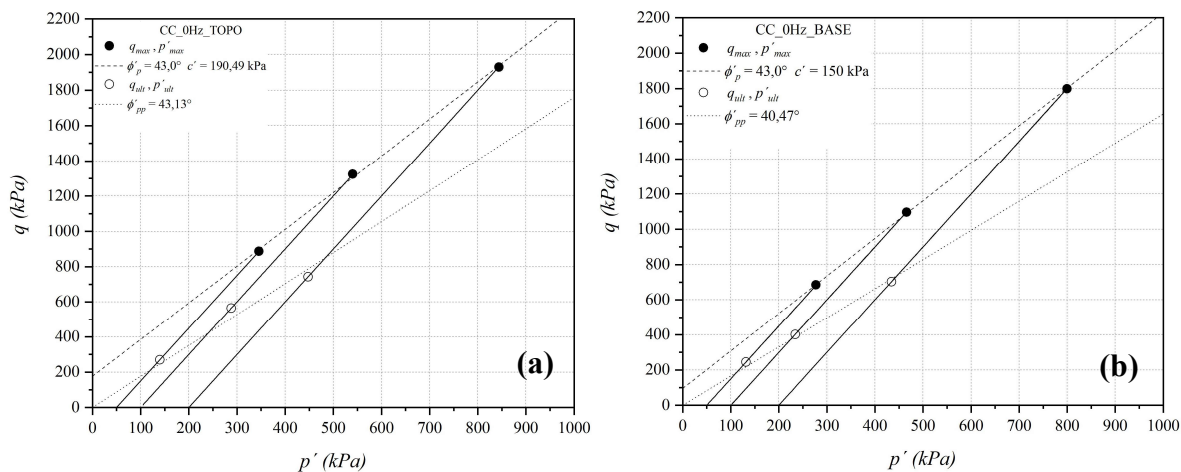 CC_0Hz_TOPO
q_max , p´_max
ϕ´_p = 43,0° c´ = 190,49 kPa
q_ult , p´_ult
ϕ´_pp = 43,13°
2200
2000
1800
1600
1400
1200
1000
800
600
400
200
0
q (kPa)
(a)
0 100 200 300 400 500 600 700 800 900 1000
p´ (kPa)
CC_0Hz_BASE
q_max , p´_max
ϕ´_p = 43,0° c´ = 150 kPa
q_ult , p´_ult
ϕ´_pp = 40,47°
2200
2000
1800
1600
1400
1200
1000
800
600
400
200
0
q (kPa)
(b)
0 100 200 300 400 500 600 700 800 900 1000
p´ (kPa)